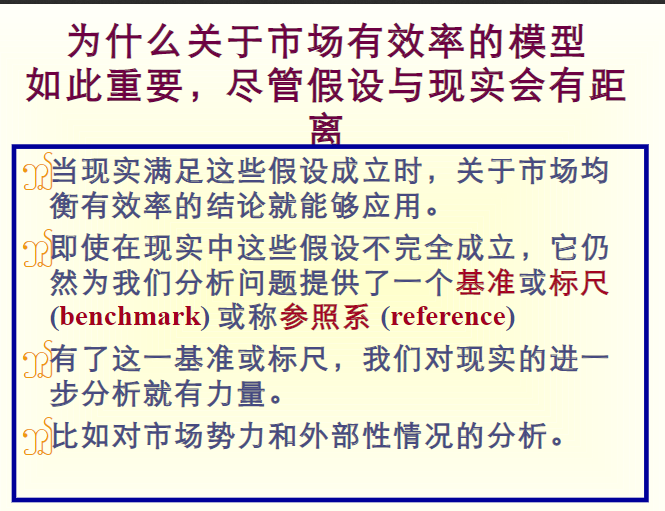 为什么关于市场有效率的模型
如此重要，尽管假设与现实会有距
离
当现实满足这些假设成立时，关于市场均
衡有效率的结论就能够应用。
即使在现实中这些假设不完全成立，它仍
然为我们分析问题提供了一个基准或标尺
(benchmark) 或称参照系 (reference)
有了这一基准或标尺，我们对现实的进一
步分析就有力量。
比如对市场势力和外部性情况的分析。